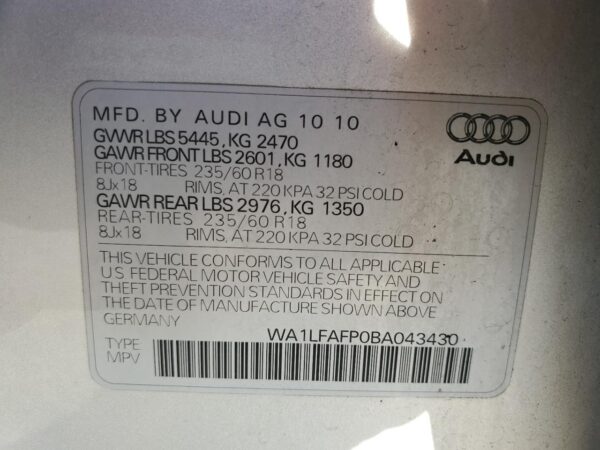 MFD. BY AUDI AG 10 10
GVWR LBS 5445, KG 2470
GAWR FRONT LBS 2601, KG 1180
FRONT-TIRES 235/60 R18
8Jx18 RIMS, AT 220 KPA 32 PSI COLD
GAWR REAR LBS 2976, KG 1350
REAR-TIRES 235/60 R18
8Jx18 RIMS, AT 220 KPA 32 PSI COLD
Audi
THIS VEHICLE CONFORMS TO ALL APPLICABLE
U.S. FEDERAL MOTOR VEHICLE SAFETY AND
THEFT PREVENTION STANDARDS IN EFFECT ON
THE DATE OF MANUFACTURE SHOWN ABOVE
GERMANY
WA1LFAFP0BA043430
TYPE
MPV